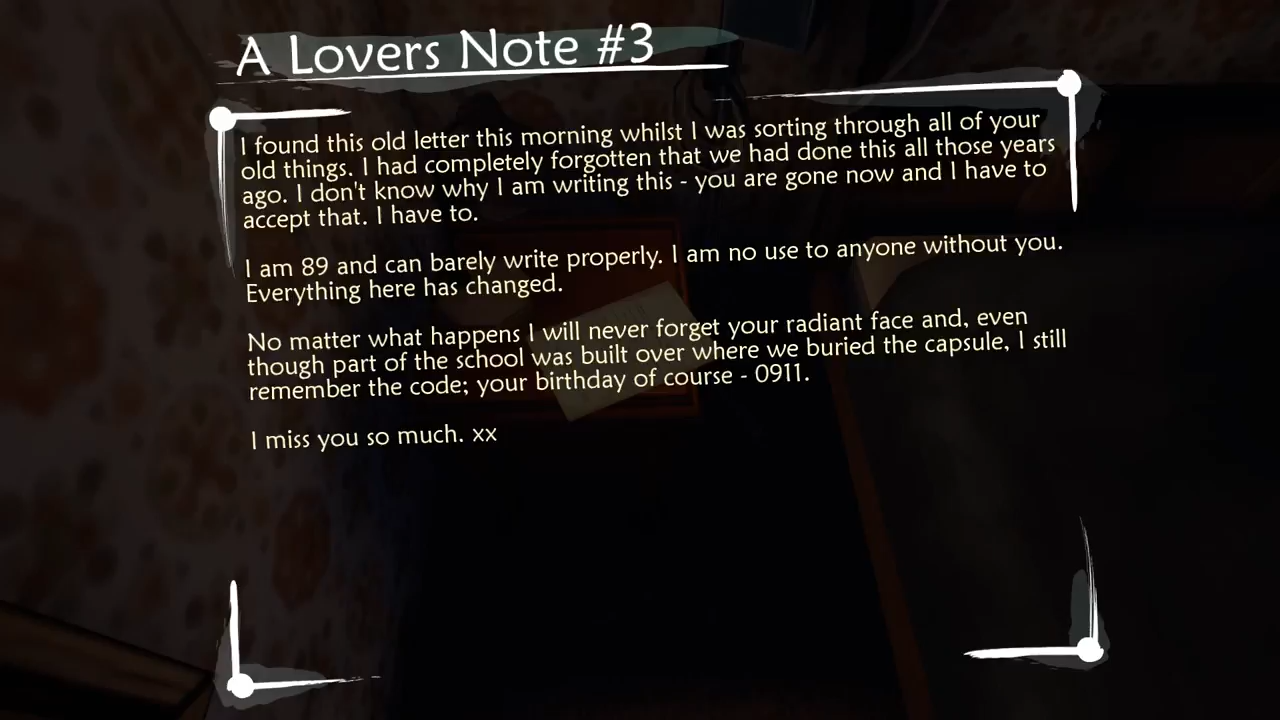 A Lovers Note #3
I found this old letter this morning whilst I was sorting through all of your
old things. I had completely forgotten that we had done this all those years
ago. I don't know why I am writing this - you are gone now and I have to
accept that. I have to.
I am 89 and can barely write properly. I am no use to anyone without you.
Everything here has changed.
No matter what happens I will never forget your radiant face and, even
though part of the school was built over where we buried the capsule, I still
remember the code; your birthday of course - 0911.
I miss you so much. xx